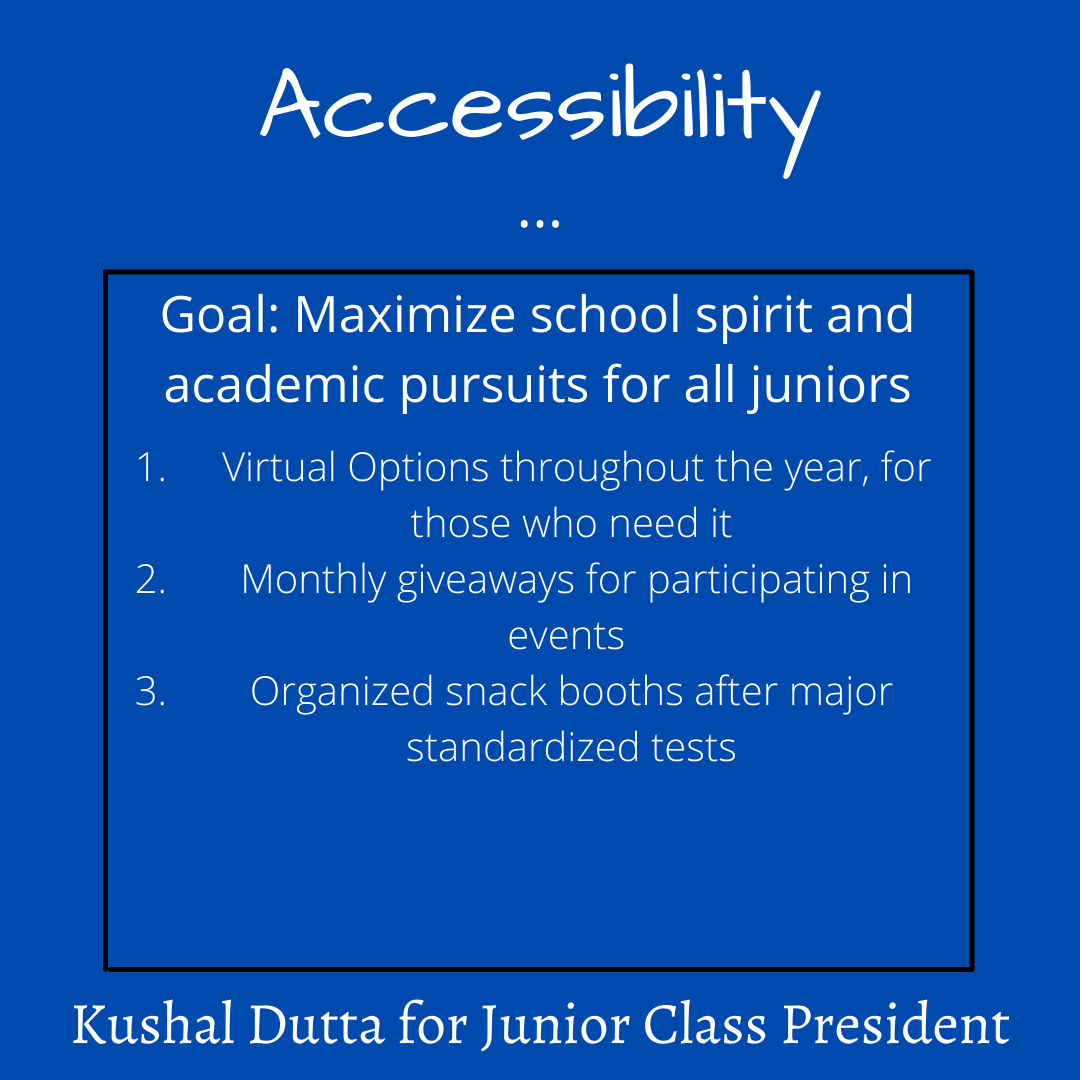 Accessibility
...
Goal: Maximize school spirit and
academic pursuits for all juniors
1. Virtual Options throughout the year, for
those who need it
2. Monthly giveaways for participating in
events
3. Organized snack booths after major
standardized tests
Kushal Dutta for Junior Class President